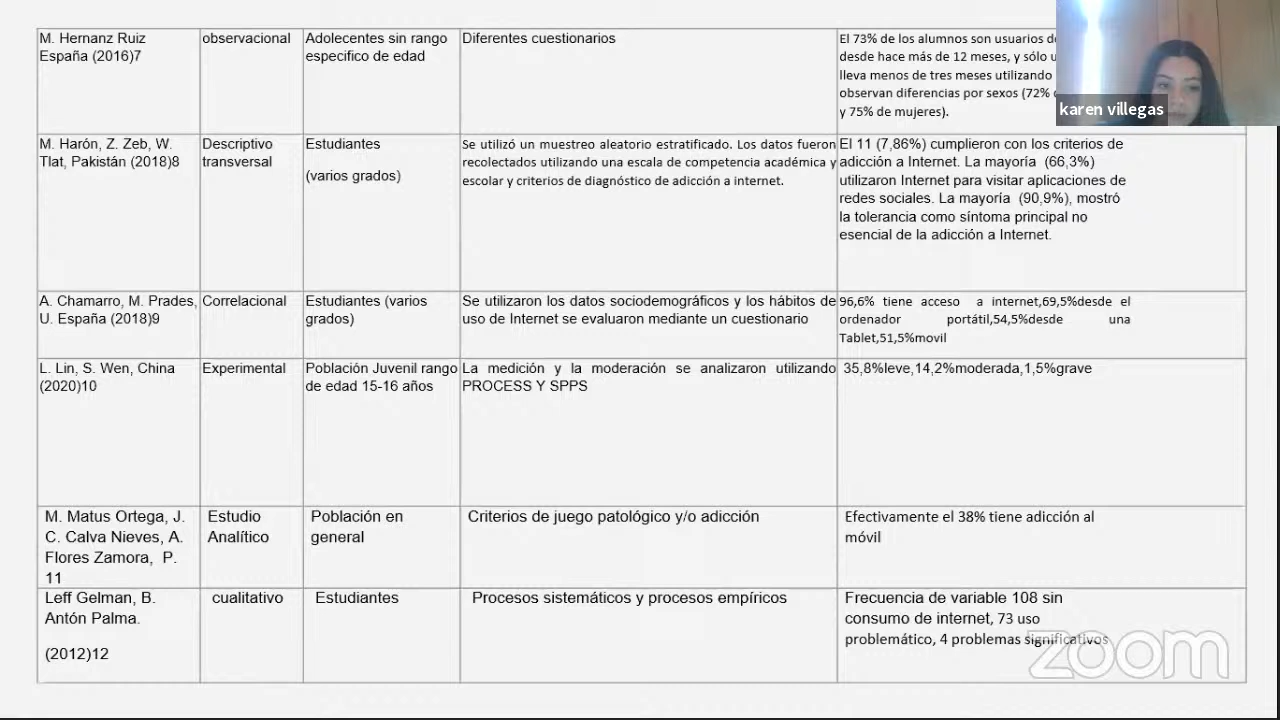 M. Hernanz Ruiz
España (2016)7
observacional
Adolecentes sin rango
especifico de edad
Diferentes cuestionarios
El 73% de los alumnos son usuarios
desde hace más de 12 meses, y sólo
lleva menos de tres meses utilizando
observan diferencias por sexos (72%
y 75% de mujeres).
karen villegas
M. Harón, Z. Zeb, W.
Tlat, Pakistán (2018)8
Descriptivo
transversal
Estudiantes
(varios grados)
Se utilizó un muestreo aleatorio estratificado. Los datos fueron
recolectados utilizando una escala de competencia académica y
escolar y criterios de diagnóstico de adicción a internet.
El 11 (7,86%) cumplieron con los criterios de
adicción a Internet. La mayoría (66,3%)
utilizaron Internet para visitar aplicaciones de
redes sociales. La mayoría (90,9%), mostró
la tolerancia como síntoma principal no
esencial de la adicción a Internet.
A. Chamarro, M. Prades,
U. España (2018)9
Correlacional
Estudiantes (varios
grados)
Se utilizaron los datos sociodemográficos y los hábitos de
uso de Internet se evaluaron mediante un cuestionario
96,6% tiene acceso a internet,69,5%desde el
ordenador portátil,54,5%desde una
Tablet,51,5%movil
L. Lin, S. Wen, China
(2020)10
Experimental
Población Juvenil rango
de edad 15-16 años
La medición y la moderación se analizaron utilizando
PROCESS Y SPPS
35,8%leve,14,2%moderada,1,5%grave
M. Matus Ortega, J.
C. Calva Nieves, A.
Flores Zamora, P.
11
Estudio
Analítico
Población en
general
Criterios de juego patológico y/o adicción
Efectivamente el 38% tiene adicción al
móvil
Leff Gelman, B.
Antón Palma.
(2012)12
cualitativo
Estudiantes
Procesos sistemáticos y procesos empíricos
Frecuencia de variable 108 sin
consumo de internet, 73 uso
problemático, 4 problemas significativos
zoom